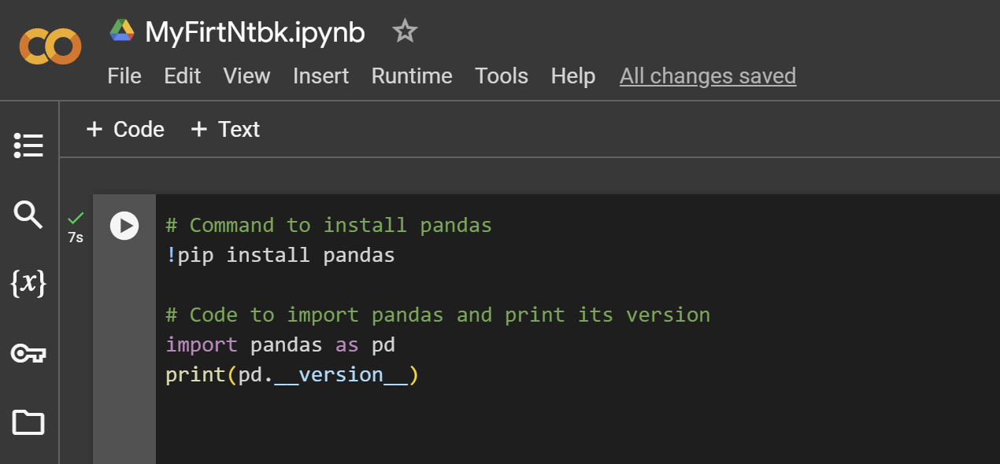 MyFirtNtbk.ipynb
File Edit View Insert Runtime Tools Help All changes saved
+ Code + Text
{x}
7s
# Command to install pandas
!pip install pandas
# Code to import pandas and print its version
import pandas as pd
print(pd.__version__)